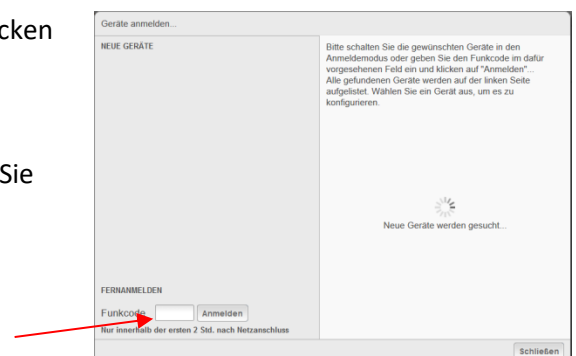 cken
Sie
Geräte anmelden...
NEUE GERÄTE
Bitte schalten Sie die gewünschten Geräte in den
Anmeldemodus oder geben Sie den Funkcode im dafür
vorgesehenen Feld ein und klicken auf "Anmelden"...
Alle gefundenen Geräte werden auf der linken Seite
aufgelistet. Wählen Sie ein Gerät aus, um es zu
konfigurieren.
Neue Geräte werden gesucht...
FERNANMELDEN
Funkcode Anmelden
Nur innerhalb der ersten 2 Std. nach Netzanschluss
Schließen